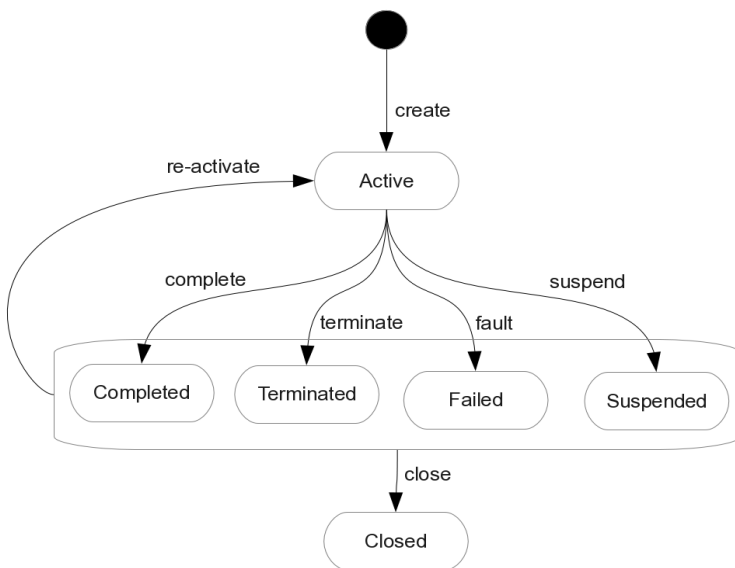 create
re-activate
Active
complete
suspend
terminate
fault
Completed
Terminated
Failed
Suspended
close
Closed